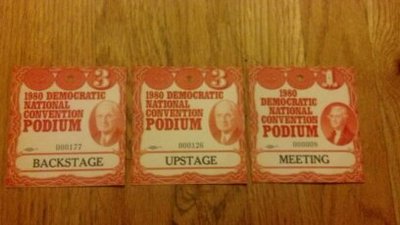 3
1980 DEMOCRATIC
NATIONAL
CONVENTION
PODIUM
000177
BACKSTAGE
3
1980 DEMOCRATIC
NATIONAL
CONVENTION
PODIUM
000126
UPSTAGE
1
1980
DEMOCRATIC
NATIONAL
CONVENTION
PODIUM
000008
MEETING